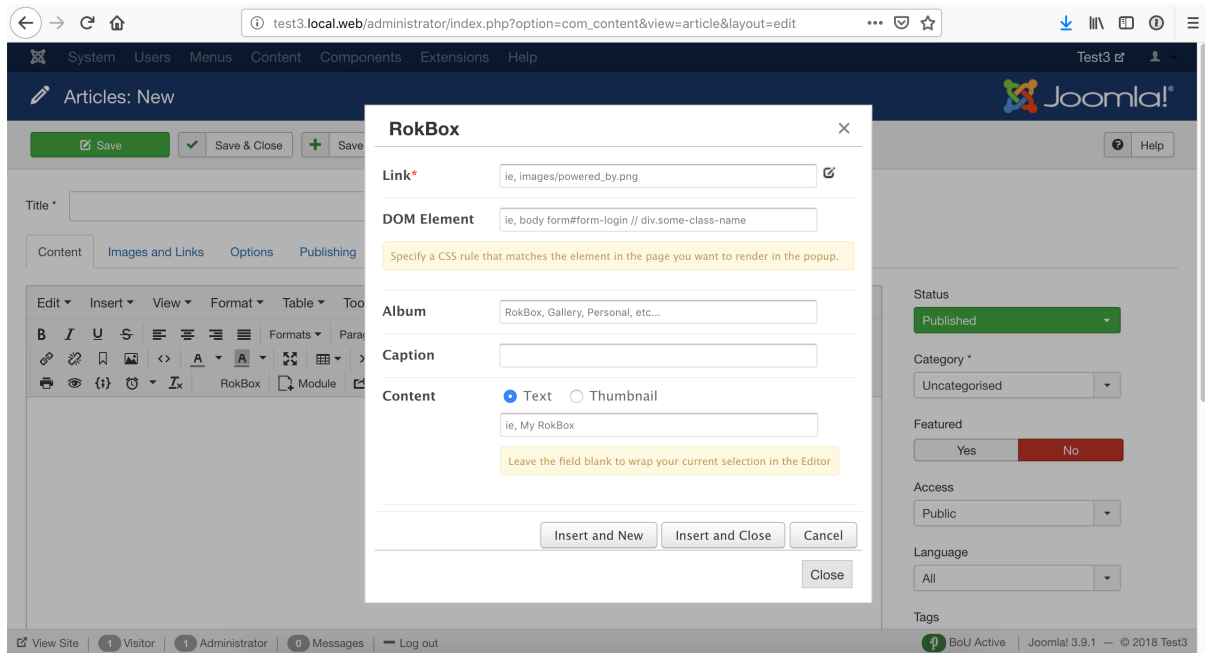 test3.local.web/administrator/index.php?option=com_content&view=article&layout=edit
System Users Menus Content Components Extensions Help
Test3
Articles: New
Joomla!®
Save
Save & Close
Save
Help
RokBox
Link*
ie, images/powered_by.png
DOM Element
ie, body form#form-login // div.some-class-name
Specify a CSS rule that matches the element in the page you want to render in the popup.
Album
RokBox, Gallery, Personal, etc...
Caption
Content
Text
Thumbnail
ie, My RokBox
Leave the field blank to wrap your current selection in the Editor
Insert and New
Insert and Close
Cancel
Close
Title *
Content
Images and Links
Options
Publishing
Edit Insert View Format Table Too
B I U S Formats Para
A A
{;} Ix RokBox Module
Status
Published
Category *
Uncategorised
Featured
Yes No
Access
Public
Language
All
Tags
View Site 1 Visitor 1 Administrator 0 Messages Log out
BoU Active Joomla! 3.9.1 — © 2018 Test3